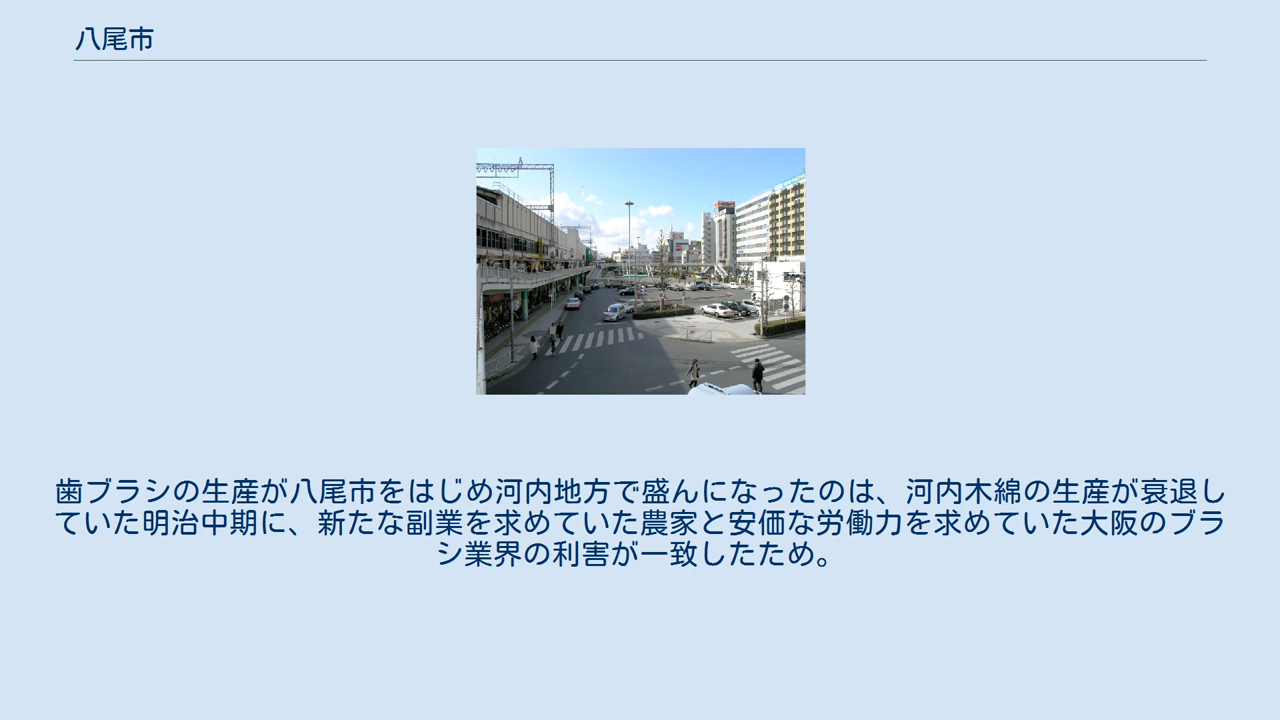 八尾市
歯ブラシの生産が八尾市をはじめ河内地方で盛んになったのは、河内木綿の生産が衰退し
ていた明治中期に、新たな副業を求めていた農家と安価な労働力を求めていた大阪のブラ
シ業界の利害が一致したため。